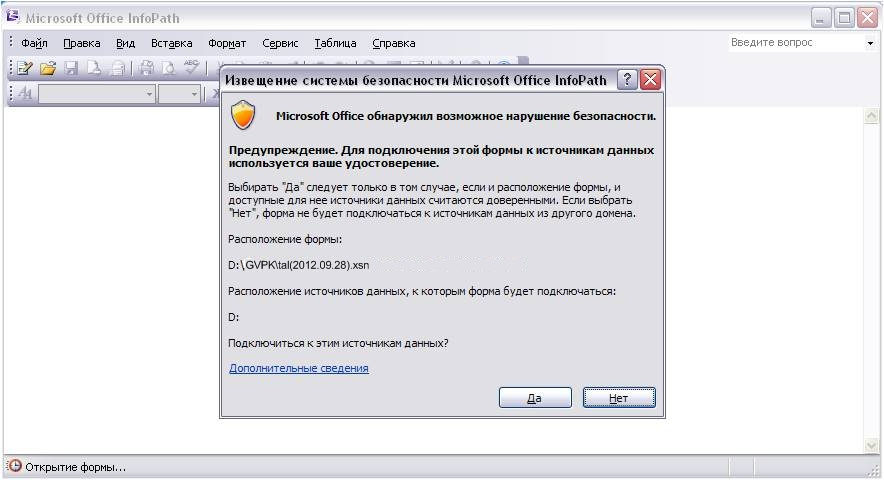 Microsoft Office InfoPath
Файл Правка Вид Вставка Формат Сервис Таблица Справка Введите вопрос
Извещение системы безопасности Microsoft Office InfoPath
Microsoft Office обнаружил возможное нарушение безопасности.
Предупреждение. Для подключения этой формы к источникам данных
используется ваше удостоверение.
Выбирать "Да" следует только в том случае, если и расположение формы, и
доступные для нее источники данных считаются доверенными. Если выбрать
"Нет", форма не будет подключаться к источникам данных из другого домена.
Расположение формы:
D:\GVPK\tal(2012.09.28).xsn
Расположение источников данных, к которым форма будет подключаться:
D:
Подключиться к этим источникам данных?
Дополнительные сведения
Да Нет
Открытие формы...